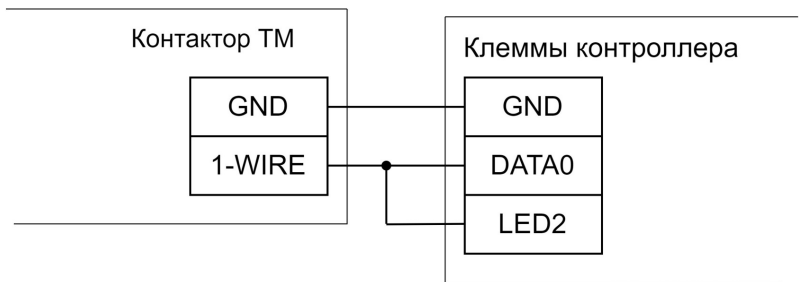 Контактор ТМ
GND
1-WIRE
Клеммы контроллера
GND
DATA0
LED2